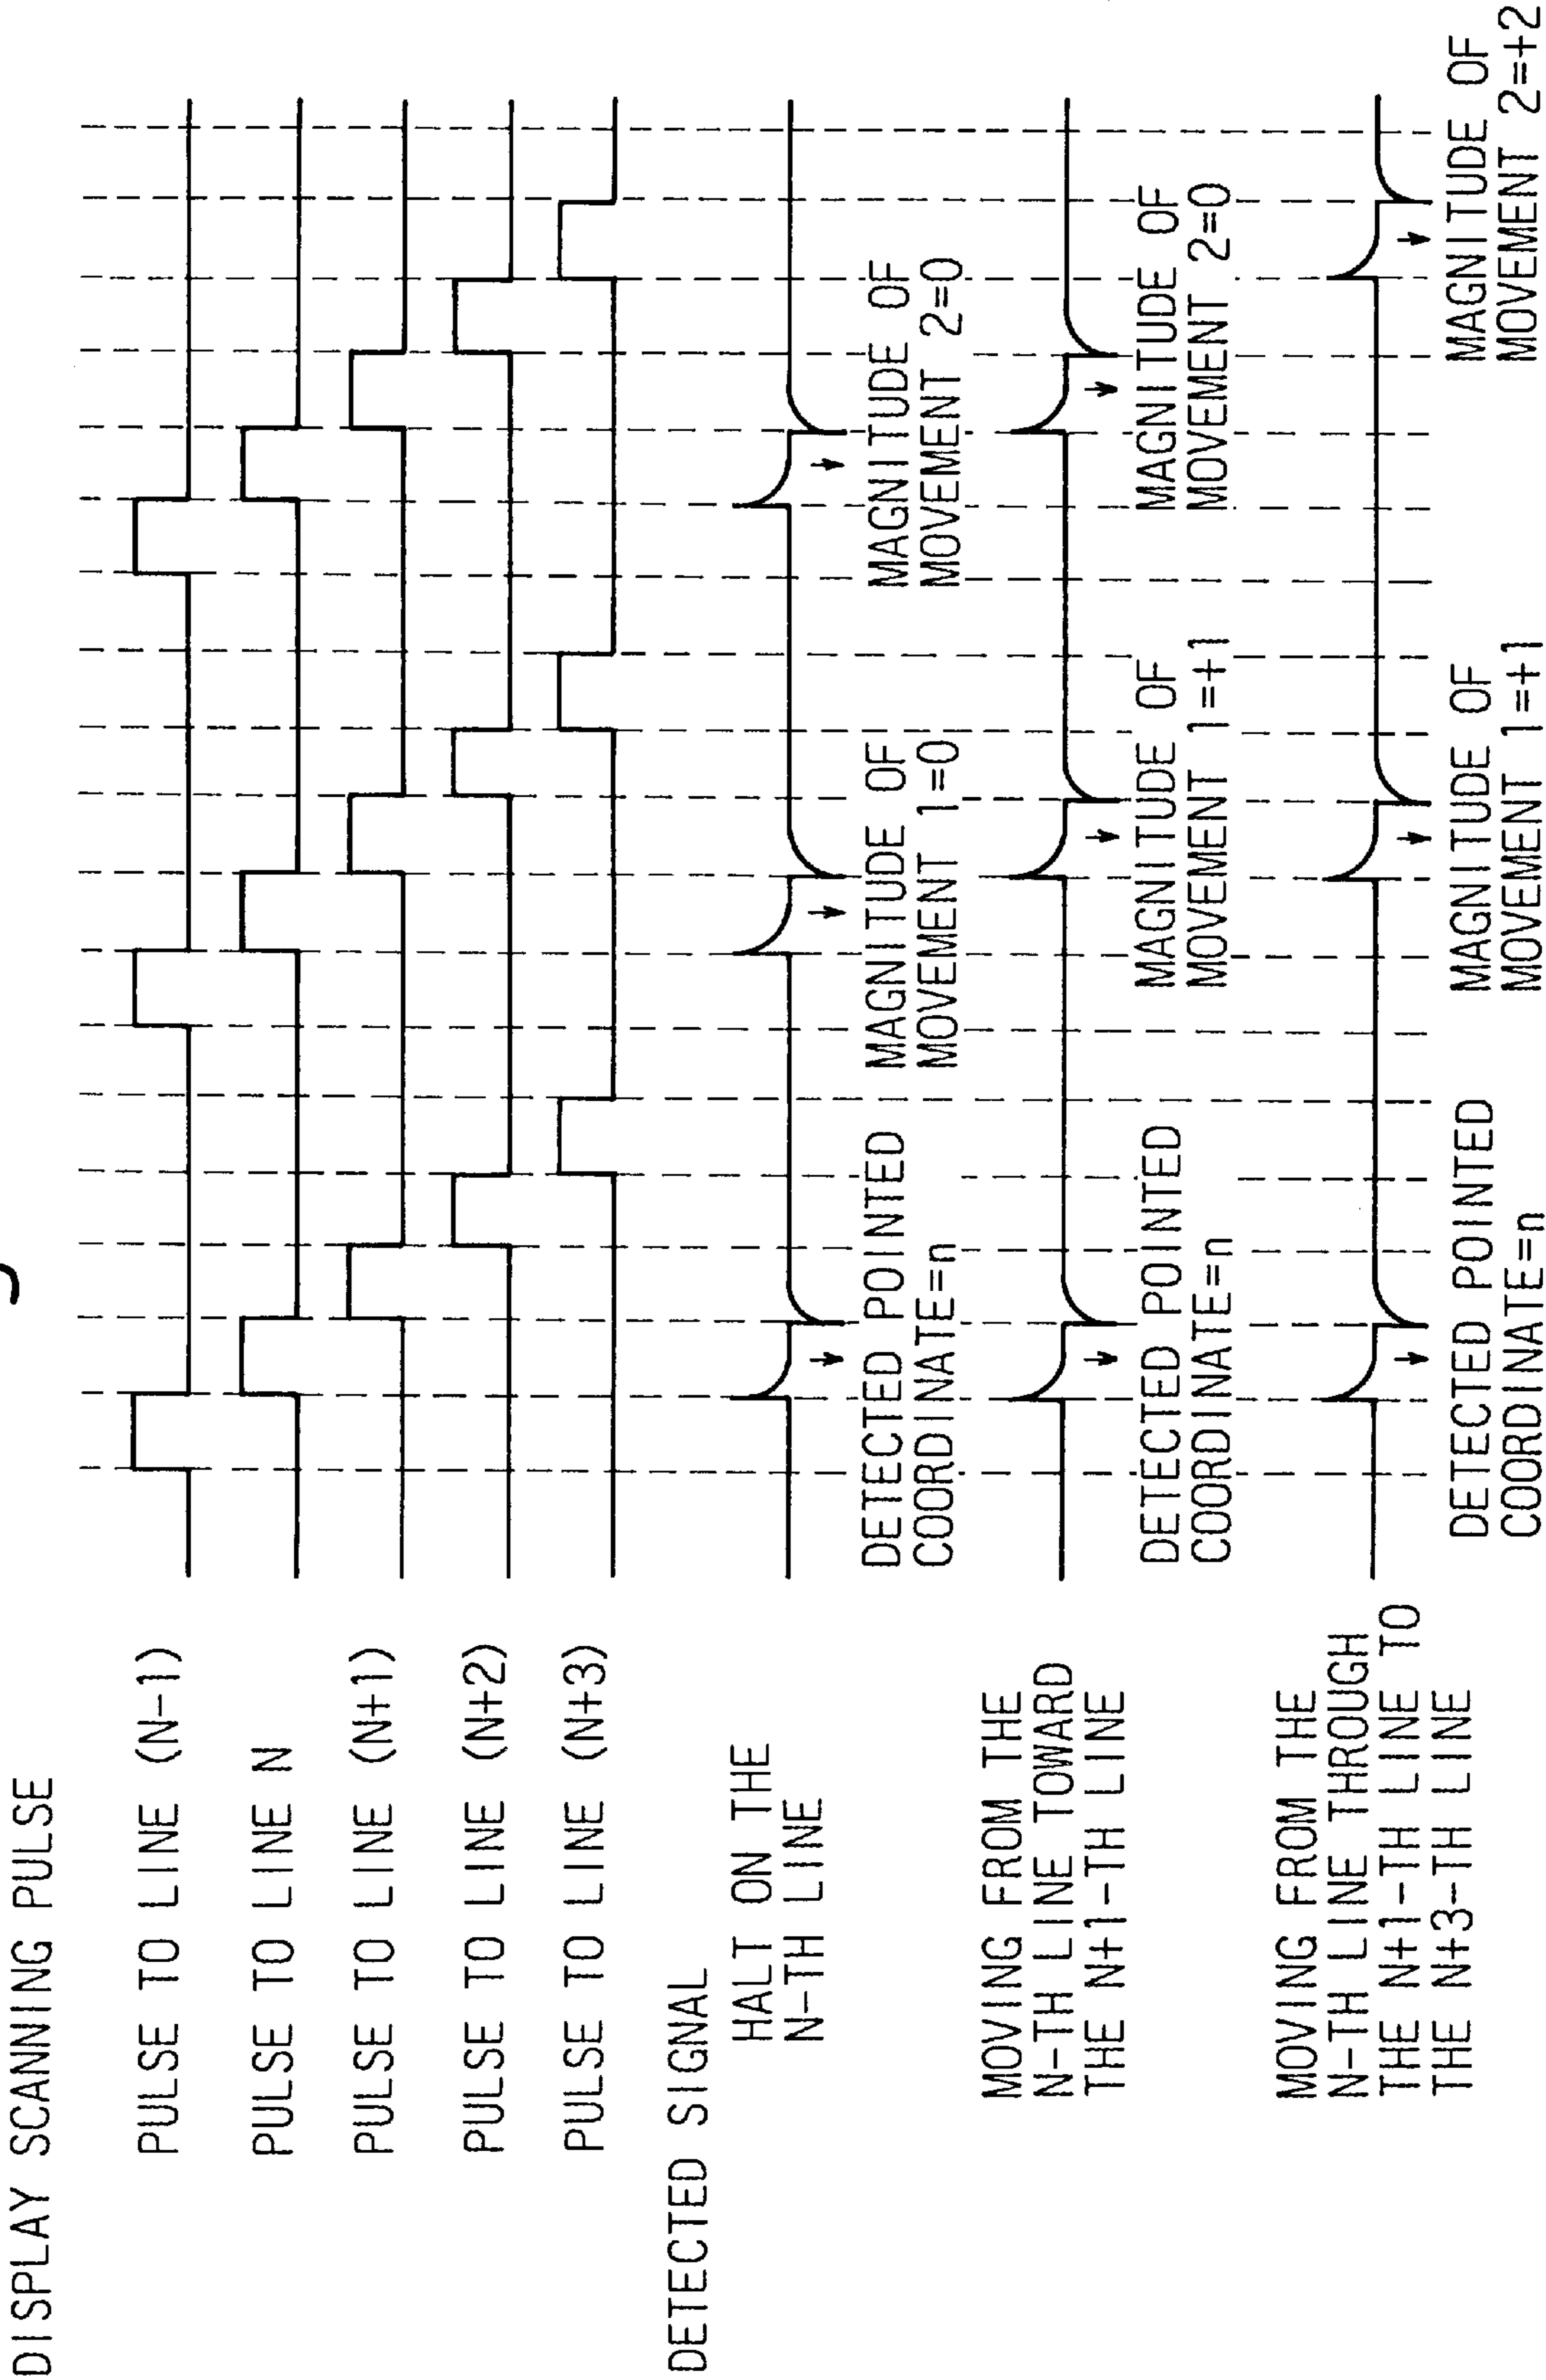 DISPLAY SCANNING PULSE
PULSE TO LINE (N-1)
PULSE TO LINE N
PULSE TO LINE (N+1)
PULSE TO LINE (N+2)
PULSE TO LINE (N+3)
DETECTED SIGNAL
HALT ON THE
N-TH LINE
DETECTED POINTED
COORDINATE=n
MAGNITUDE OF
MOVEMENT 1=0
MAGNITUDE OF
MOVEMENT 2=0
MOVING FROM THE
N-TH LINE TOWARD
THE N+1-TH LINE
DETECTED POINTED
COORDINATE=n
MAGNITUDE OF
MOVEMENT 1=+1
MAGNITUDE OF
MOVEMENT 2=0
MOVING FROM THE
N-TH LINE THROUGH
THE N+1-TH LINE TO
THE N+3-TH LINE
DETECTED POINTED
COORDINATE=n
MAGNITUDE OF
MOVEMENT 1=+1
MAGNITUDE OF
MOVEMENT 2=+2